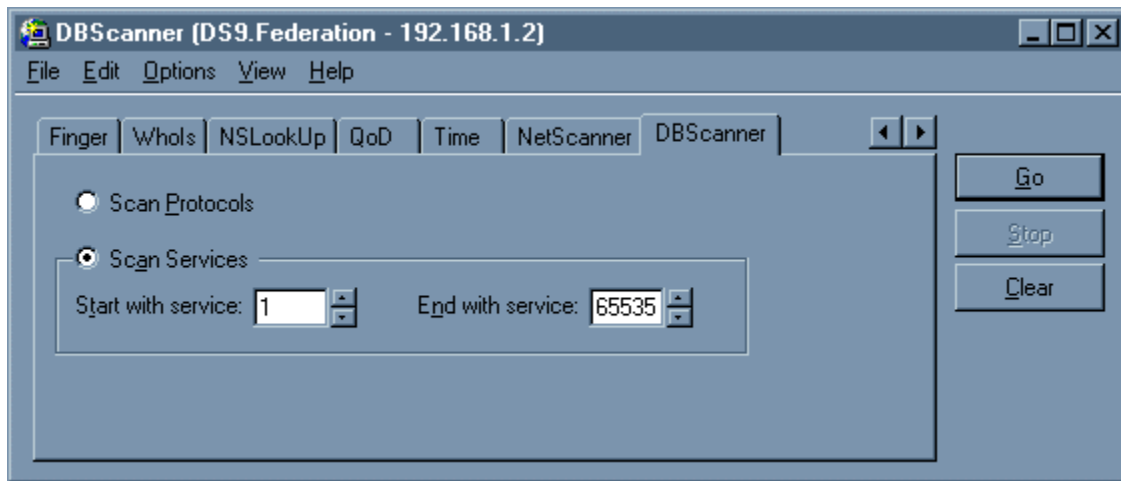 DBScanner (DS9.Federation - 192.168.1.2)
File Edit Options View Help
Finger WhoIs NSLookUp QoD Time NetScanner DBScanner
Scan Protocols
Go
Scan Services
Stop
Start with service: 1 End with service: 65535
Clear